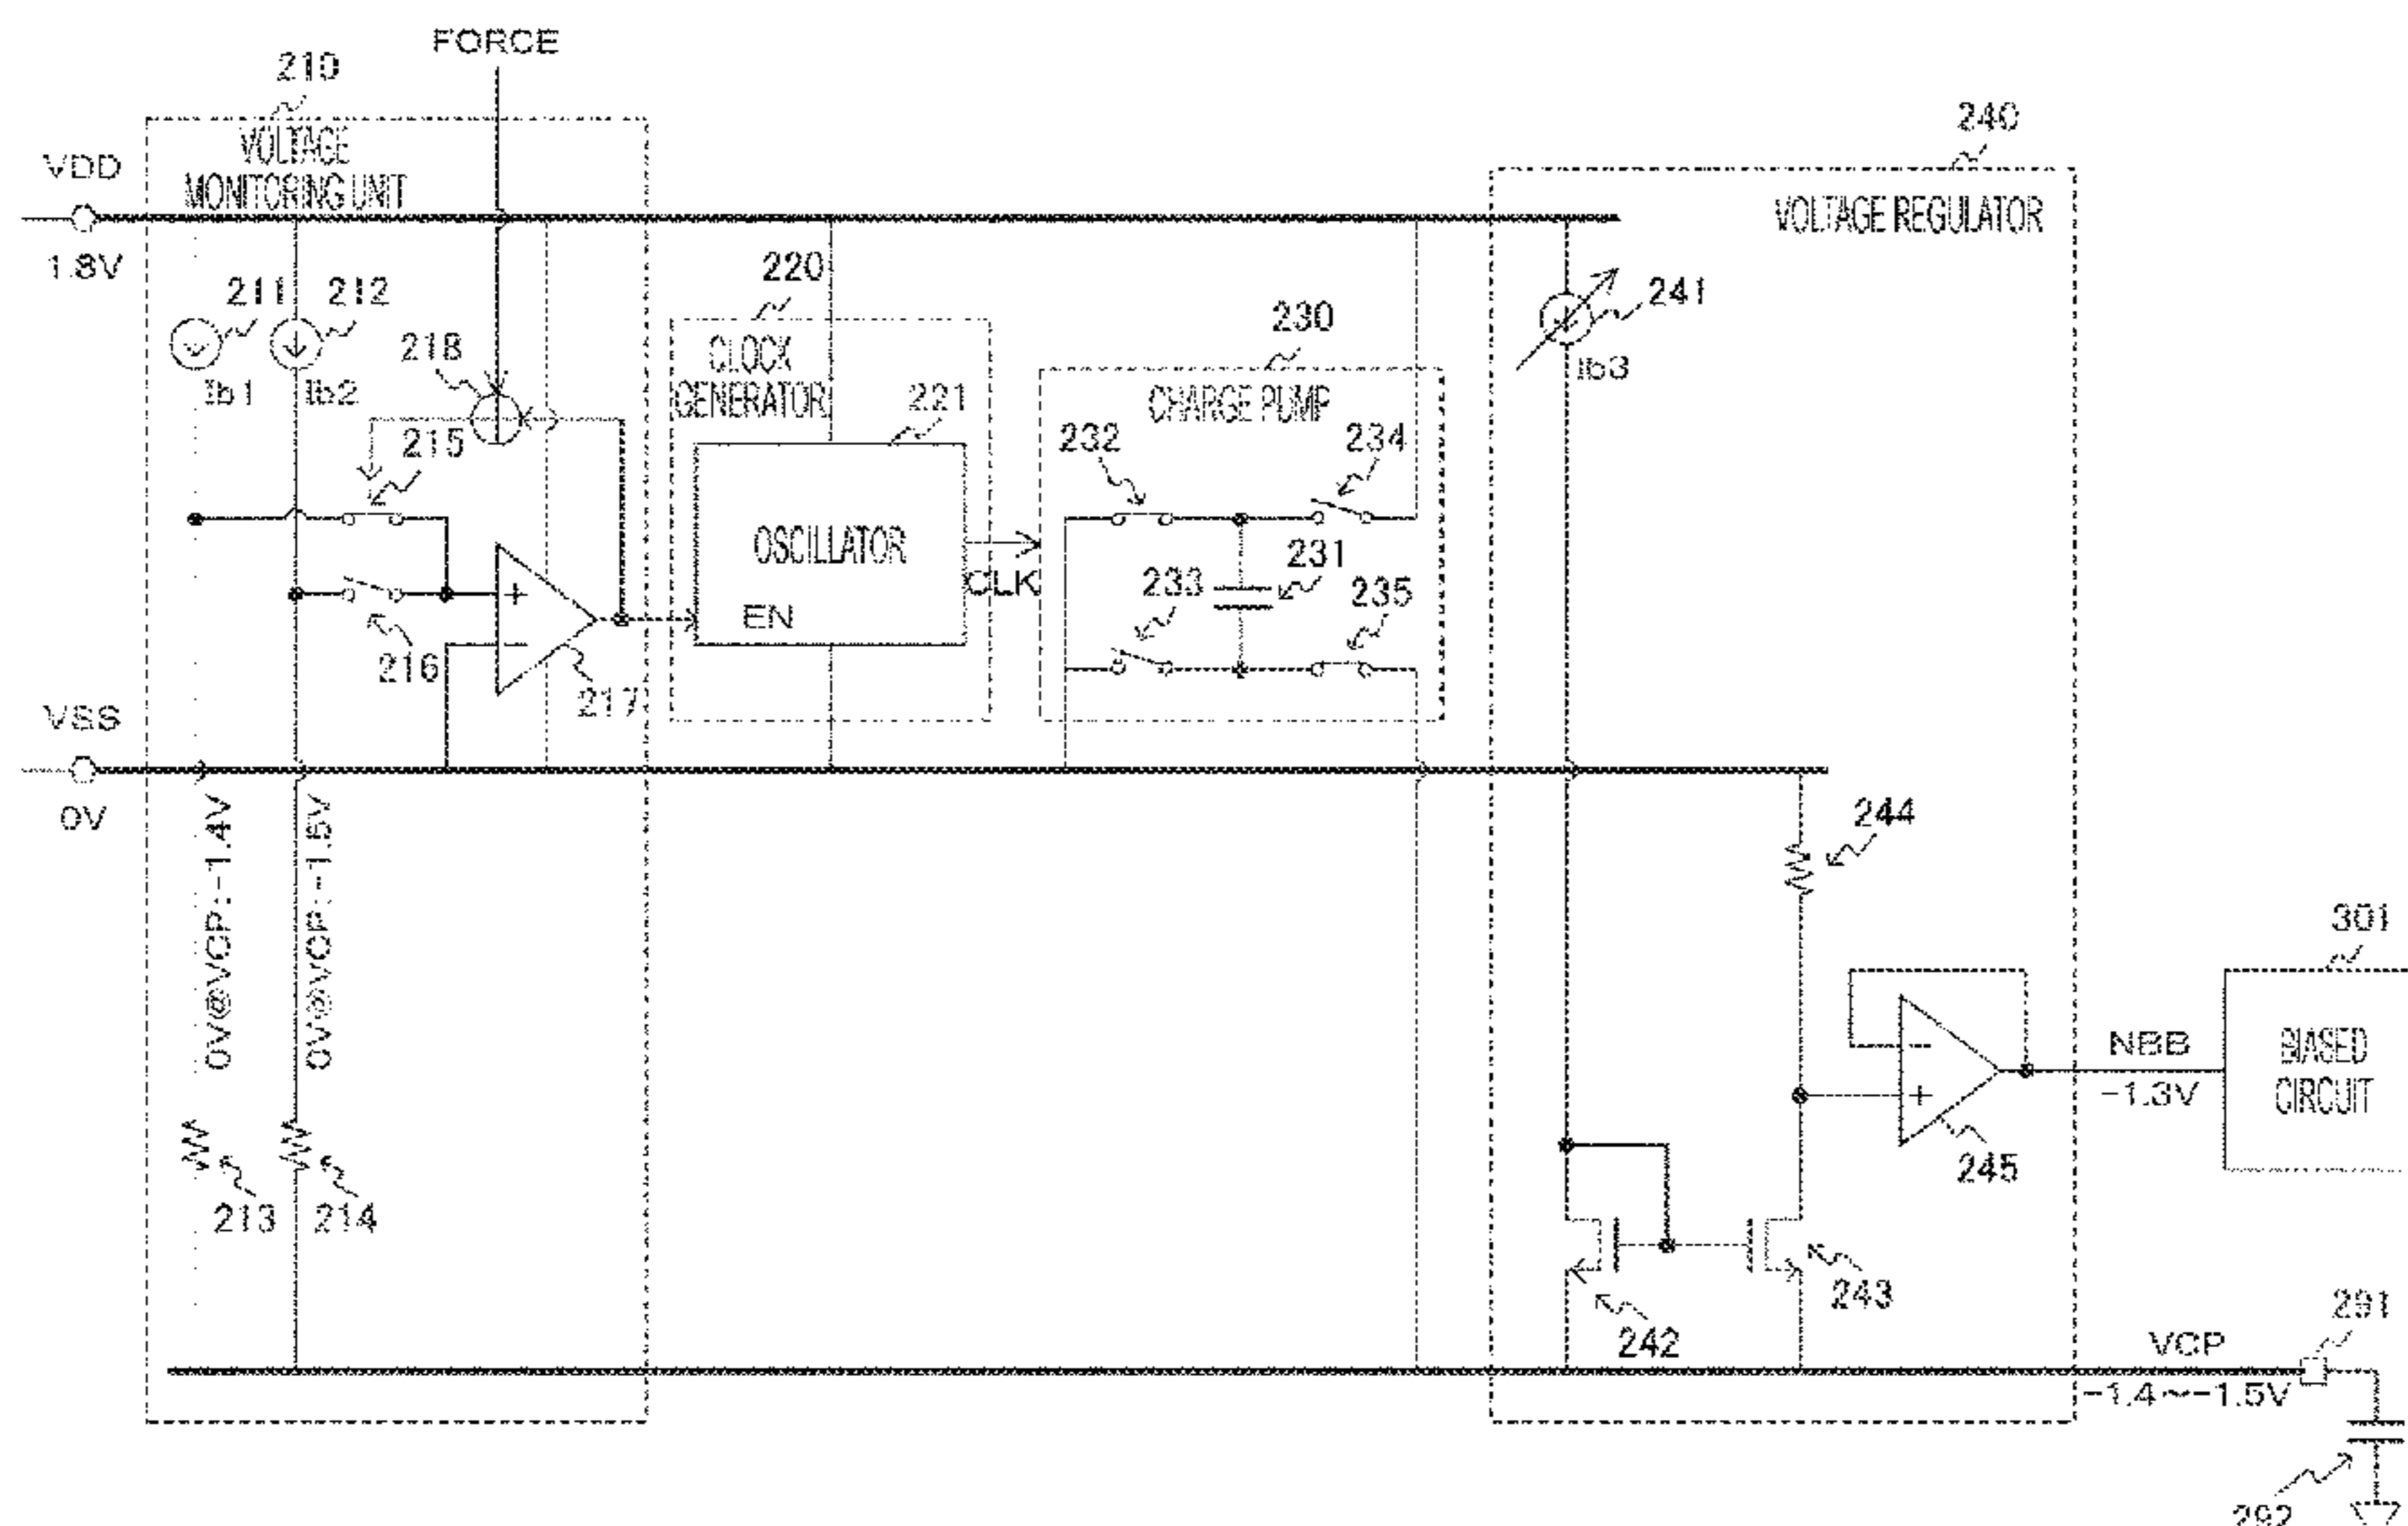 FORCE
210
VOLTAGE
MONITORING UNIT
VDD
1.8V
211
212
Ib1
Ib2
218
215
216
217
220
CLOCK
GENERATOR
221
OSCILLATOR
EN
CLK
230
CHARGE PUMP
232
234
231
233
235
240
VOLTAGE REGULATOR
241
Ib3
VSS
0V
0V@VCP:-1.4V
0V@VCP:-1.5V
213
214
244
245
242
243
NBB
-1.3V
301
BIASED
CIRCUIT
VCP
-1.4~-1.5V
291
292